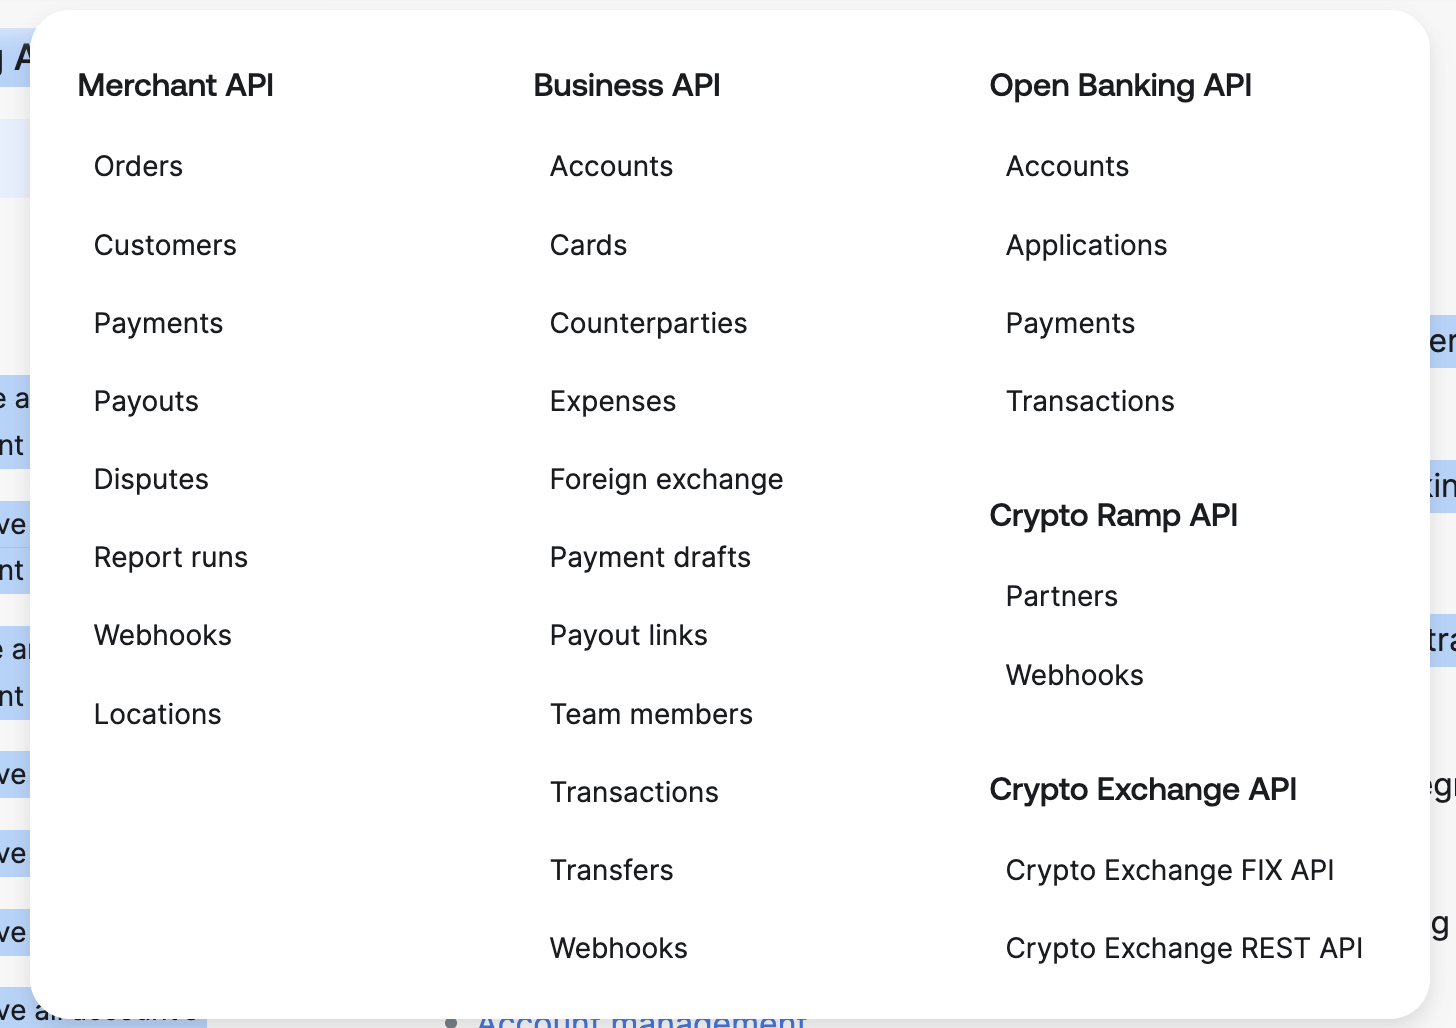 Merchant API
Orders
Customers
Payments
Payouts
Disputes
Report runs
Webhooks
Locations
Business API
Accounts
Cards
Counterparties
Expenses
Foreign exchange
Payment drafts
Payout links
Team members
Transactions
Transfers
Webhooks
Open Banking API
Accounts
Applications
Payments
Transactions
Crypto Ramp API
Partners
Webhooks
Crypto Exchange API
Crypto Exchange FIX API
Crypto Exchange REST API
Account management